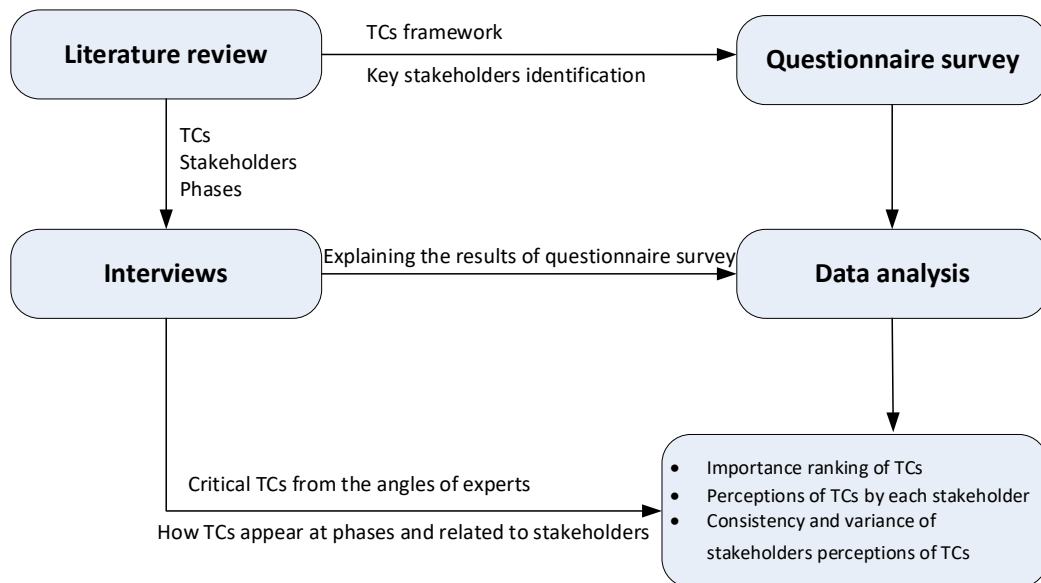 Literature review
TCs framework
Key stakeholders identification
Questionnaire survey
TCs
Stakeholders
Phases
Interviews
Explaining the results of questionnaire survey
Data analysis
Critical TCs from the angles of experts
How TCs appear at phases and related to stakeholders
• Importance ranking of TCs
• Perceptions of TCs by each stakeholder
• Consistency and variance of
stakeholders perceptions of TCs